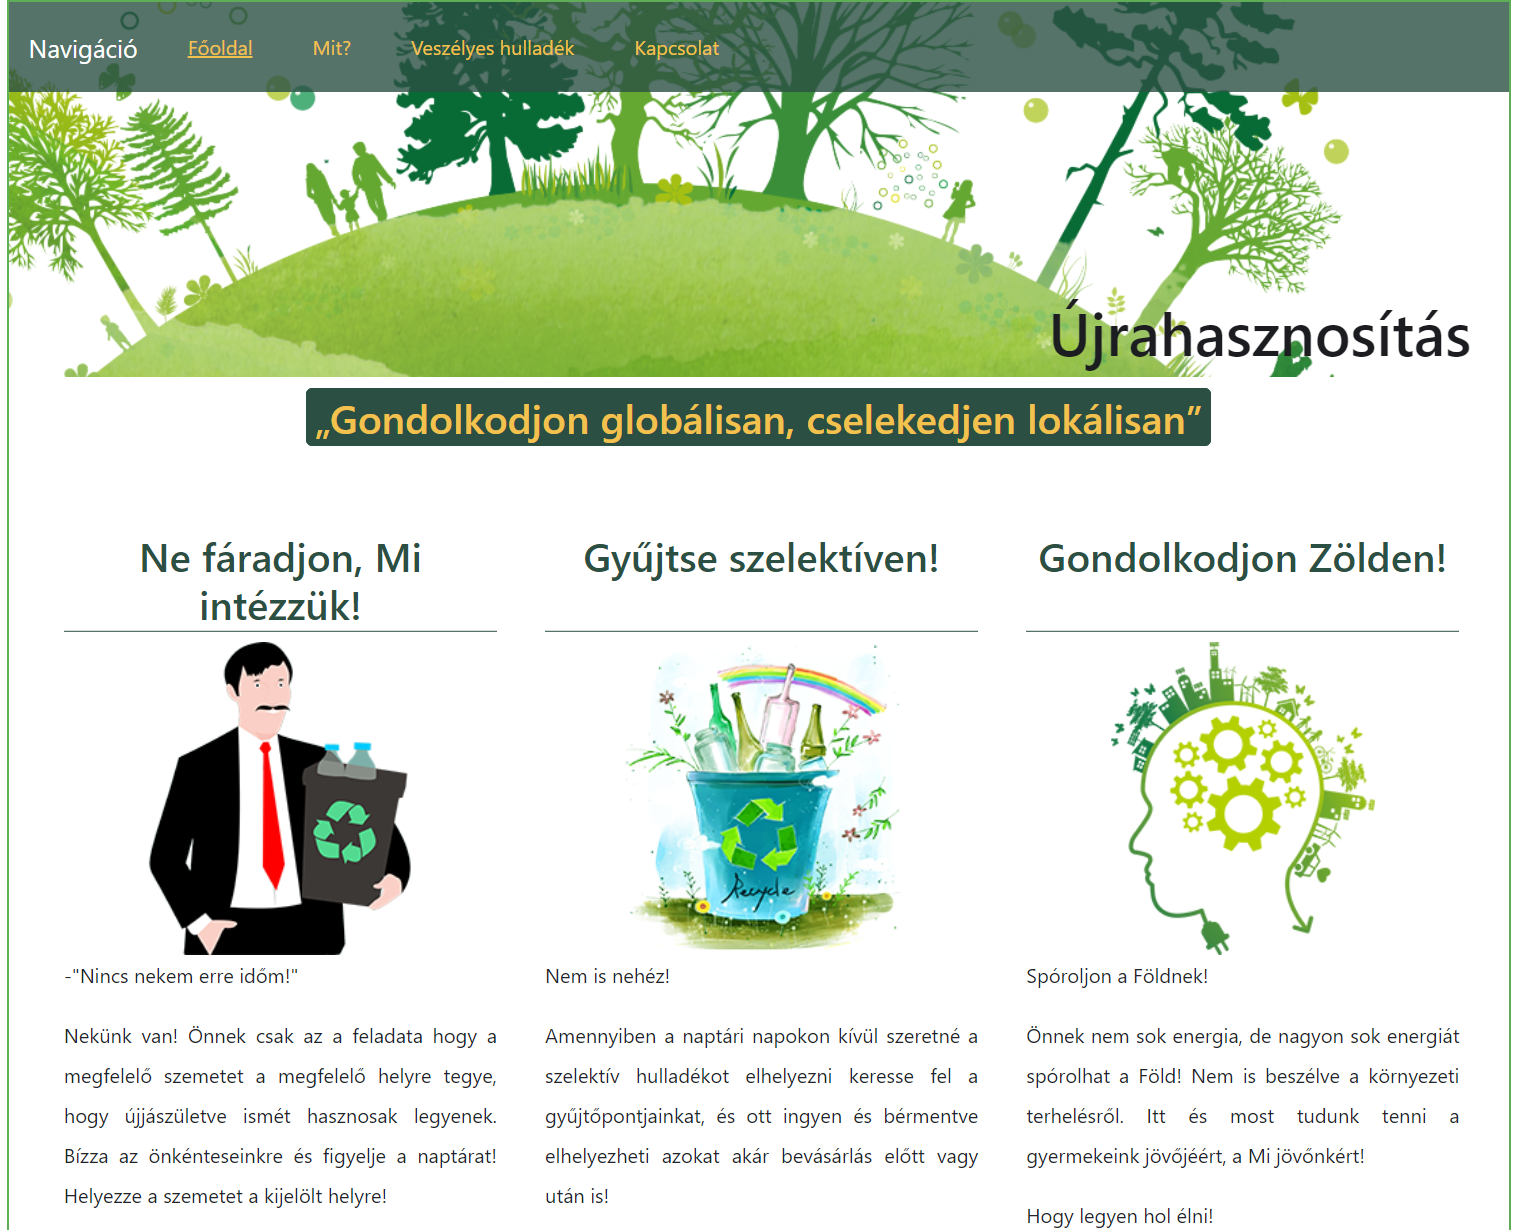 Navigáció Főoldal Mit? Veszélyes hulladék Kapcsolat
Újrahasznosítás
„Gondolkodjon globálisan, cselekedjen lokálisan”
Ne fáradjon, Mi
intézzük!
-"Nincs nekem erre időm!"
Nekünk van! Önnek csak az a feladata hogy a
megfelelő szemetet a megfelelő helyre tegye,
hogy újjászületve ismét hasznosak legyenek.
Bízza az önkénteseinkre és figyelje a naptárat!
Helyezze a szemetet a kijelölt helyre!
Gyűjtse szelektíven!
Recycle
Nem is nehéz!
Amennyiben a naptári napokon kívül szeretné a
szelektív hulladékot elhelyezni keresse fel a
gyűjtőpontjainkat, és ott ingyen és bérmentve
elhelyezheti azokat akár bevásárlás előtt vagy
után is!
Gondolkodjon Zölden!
Spóroljon a Földnek!
Önnek nem sok energia, de nagyon sok energiát
spórolhat a Föld! Nem is beszélve a környezeti
terhelésről. Itt és most tudunk tenni a
gyermekeink jövőjéért, a Mi jövőnkért!
Hogy legyen hol élni!